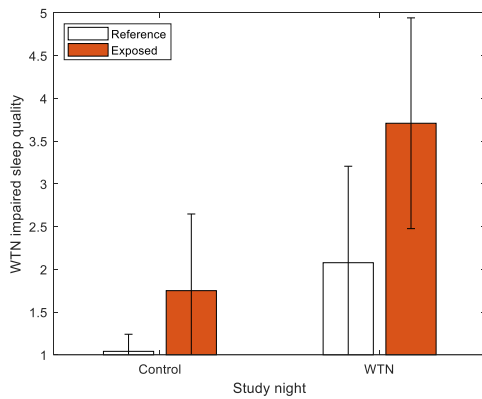 5
4.5
4
3.5
3
2.5
2
1.5
1
WTN impaired sleep quality
Reference
Exposed
Control
WTN
Study night